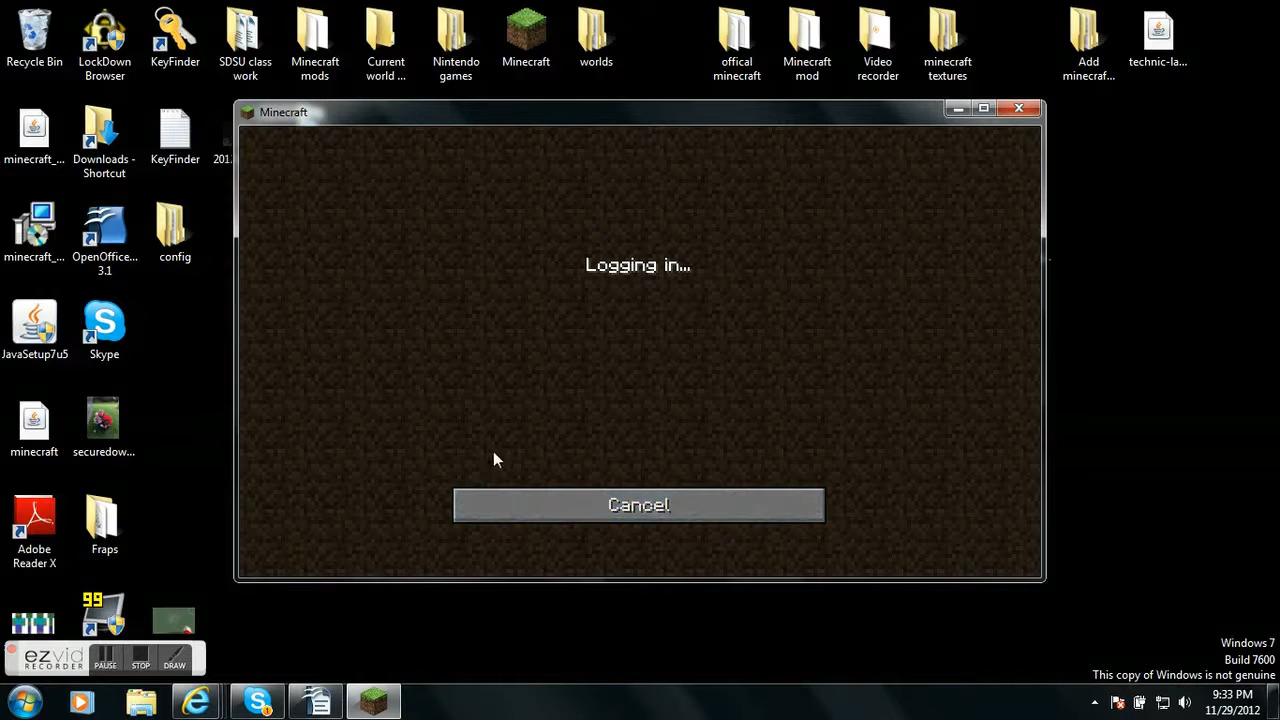 Recycle Bin
LockDown
Browser
KeyFinder
SDSU class
work
Minecraft
mods
Current
world ...
Nintendo
games
Minecraft
worlds
offical
minecraft
Minecraft
mod
Video
recorder
minecraft
textures
Add
minecraf...
technic-la...
Minecraft
minecraft_...
Downloads -
Shortcut
KeyFinder
201
minecraft_...
OpenOffice...
3.1
config
Logging in...
JavaSetup7u5
Skype
minecraft
securedow...
Cancel
Adobe
Reader X
Fraps
99
ezvid
RECORDER
PAUSE
STOP
DRAW
Windows 7
Build 7600
This copy of Windows is not genuine
9:33 PM
11/29/2012